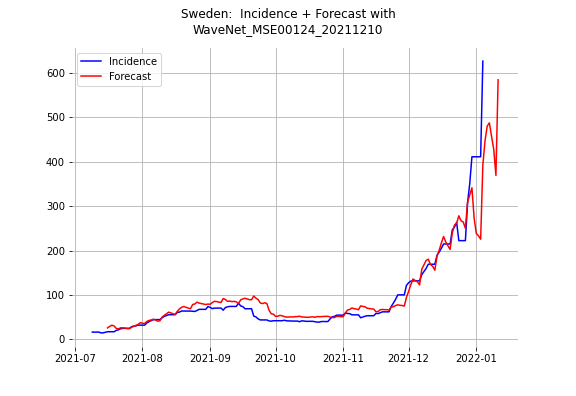 Sweden:  Incidence + Forecast with
WaveNet_MSE00124_20211210
Incidence
Forecast
600
500
400
300
200
100
0
2021-07 2021-08 2021-09 2021-10 2021-11 2021-12 2022-01